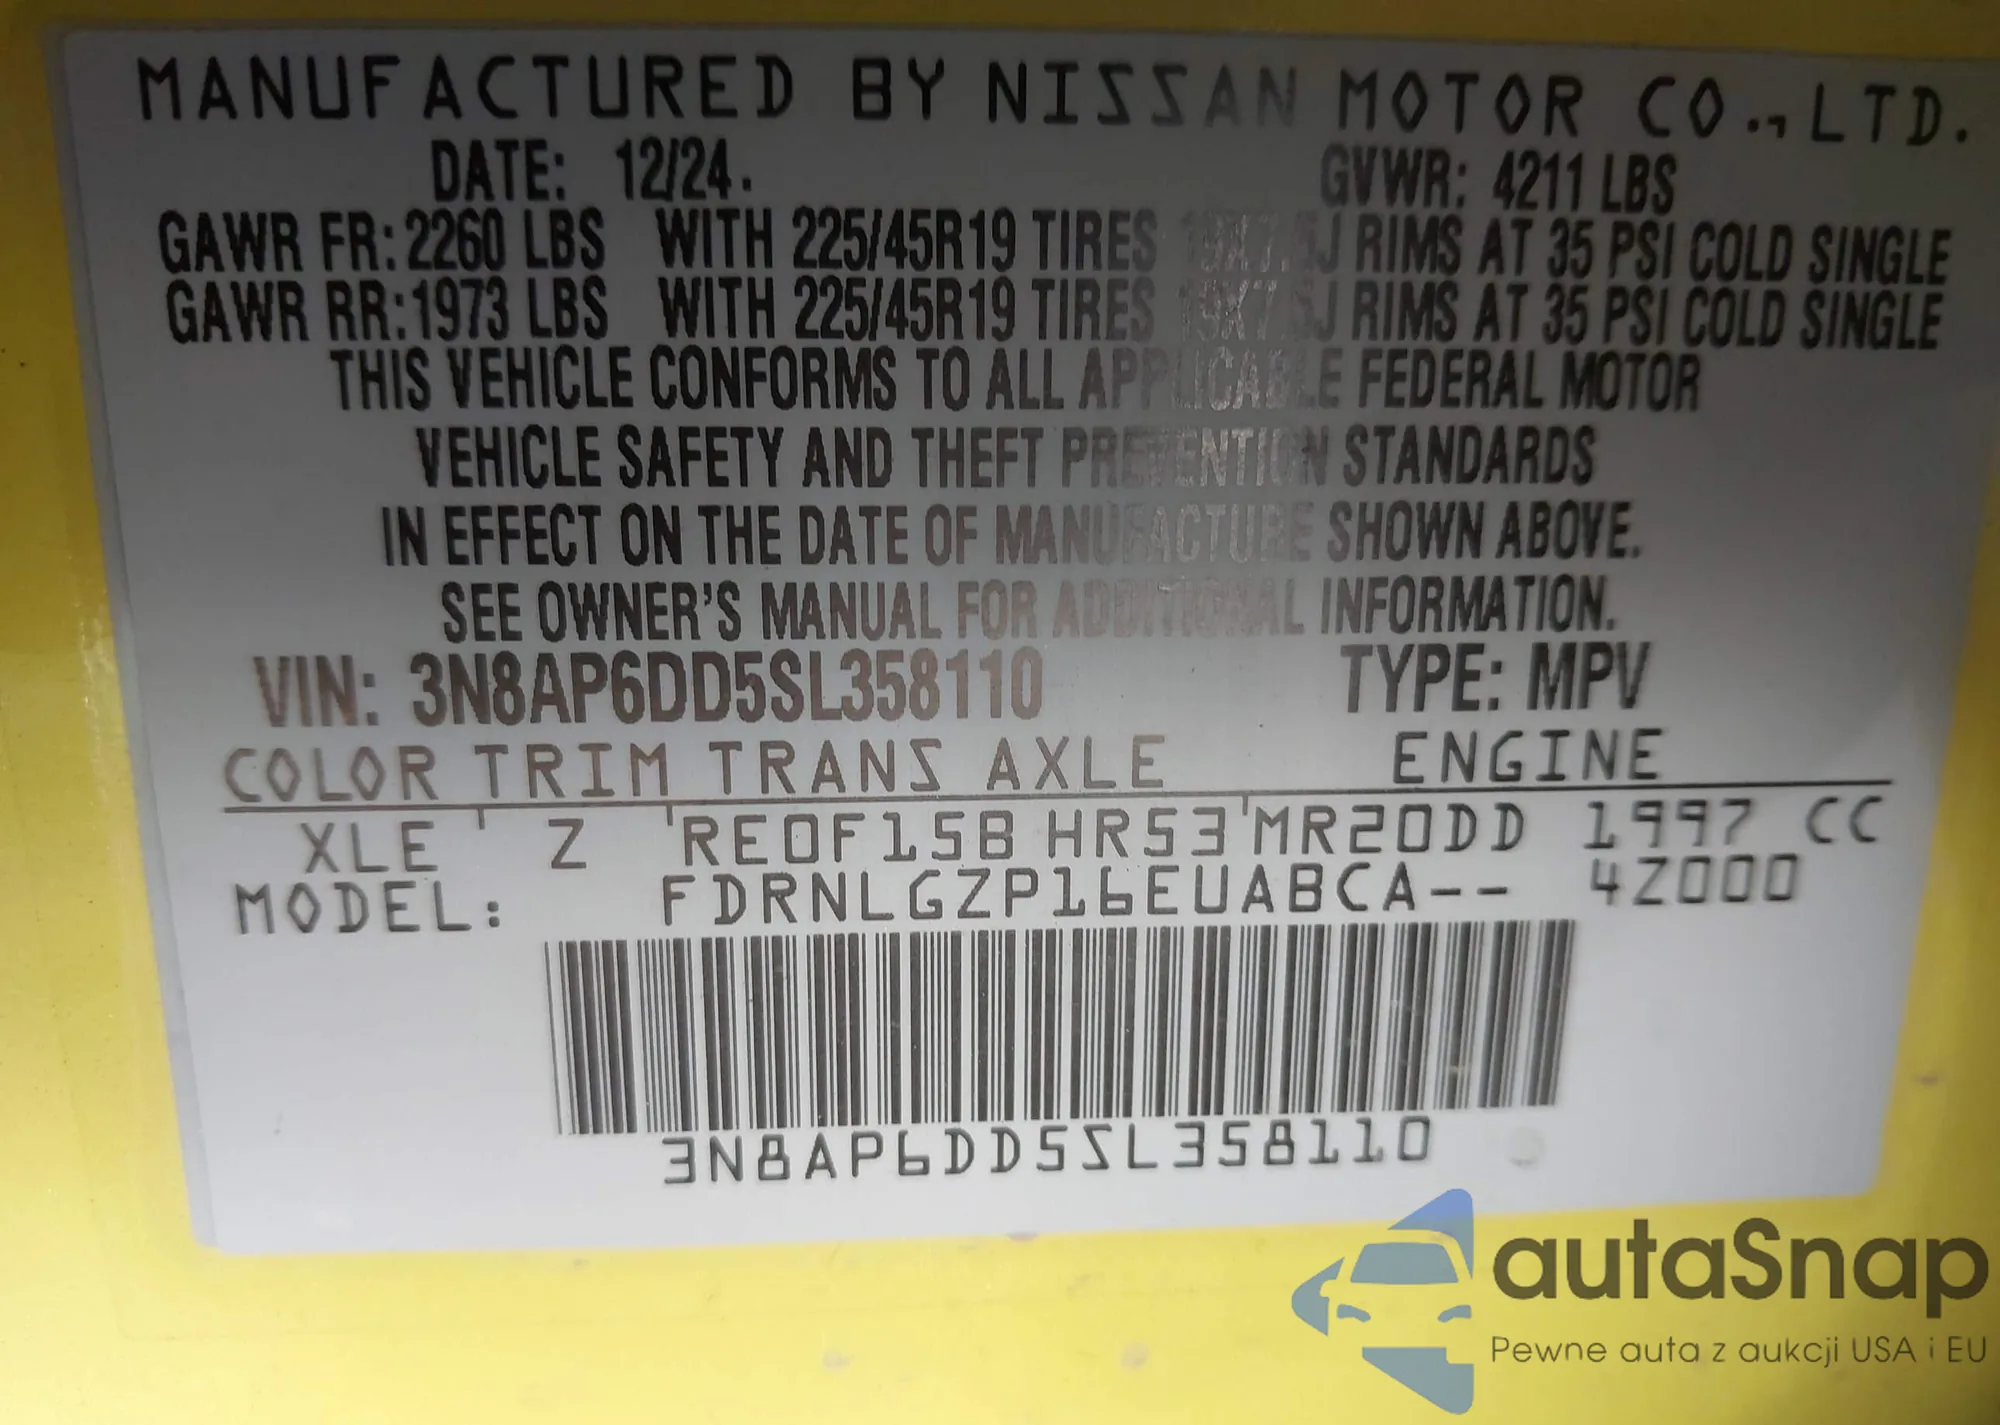 MANUFACTURED BY NISSAN MOTOR CO., LTD.
DATE: 12/24. GVWR: 4211 LBS
GAWR FR: 2260 LBS WITH 225/45R19 TIRES 19X7.5J RIMS AT 35 PSI COLD SINGLE
GAWR RR: 1973 LBS WITH 225/45R19 TIRES 19X7.5J RIMS AT 35 PSI COLD SINGLE
THIS VEHICLE CONFORMS TO ALL APPLICABLE FEDERAL MOTOR
VEHICLE SAFETY AND THEFT PREVENTION STANDARDS
IN EFFECT ON THE DATE OF MANUFACTURE SHOWN ABOVE.
SEE OWNER'S MANUAL FOR ADDITIONAL INFORMATION.
VIN: 3N8AP6DD5SL358110 TYPE: MPV
COLOR TRIM TRANS AXLE ENGINE
XLE ' Z 'RE0F15B HR53'MR20DD 1997 CC
MODEL: FDRNLGZP16EUABCA-- 4Z000
3N8AP6DD5SL358110
autaSnap
Pewne auta z aukcji USA i EU